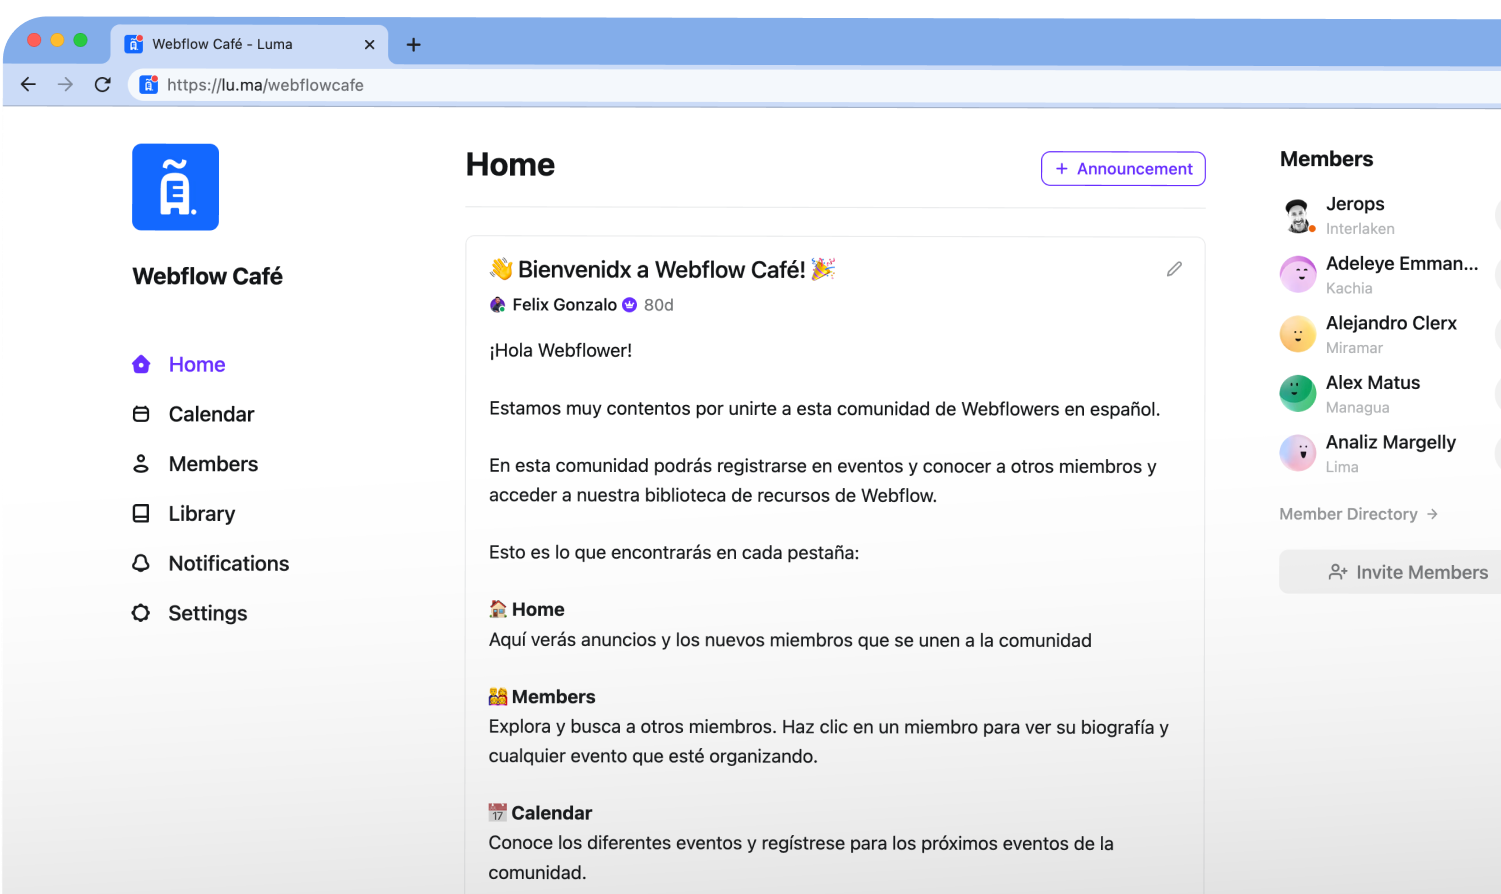 Webflow Café - Luma
https://lu.ma/webflowcafe
Webflow Café
Home
Calendar
Members
Library
Notifications
Settings
Home
+ Announcement
👋 Bienvenidx a Webflow Café! 🎉
Felix Gonzalo 80d
¡Hola Webflower!
Estamos muy contentos por unirte a esta comunidad de Webflowers en español.
En esta comunidad podrás registrarse en eventos y conocer a otros miembros y
acceder a nuestra biblioteca de recursos de Webflow.
Esto es lo que encontrarás en cada pestaña:
🏠 Home
Aquí verás anuncios y los nuevos miembros que se unen a la comunidad
Members
Explora y busca a otros miembros. Haz clic en un miembro para ver su biografía y
cualquier evento que esté organizando.
📅 Calendar
Conoce los diferentes eventos y regístrese para los próximos eventos de la
comunidad.
Members
Jerops
Interlaken
Adeleye Emman...
Kachia
Alejandro Clerx
Miramar
Alex Matus
Managua
Analiz Margelly
Lima
Member Directory →
Invite Members